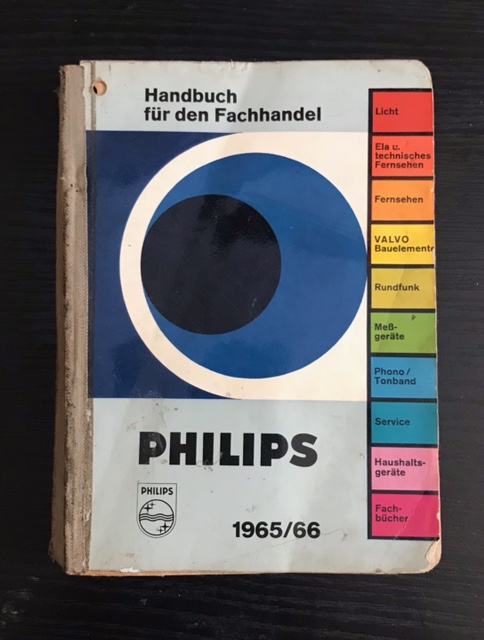 Handbuch
für den Fachhandel
Licht
Ela u.
technisches
Fernsehen
Fernsehen
VALVO
Bauelemente
Rundfunk
Meß-
geräte
Phono/
Tonband
Service
Haushalts-
geräte
Fach-
bücher
PHILIPS
PHILIPS
1965/66